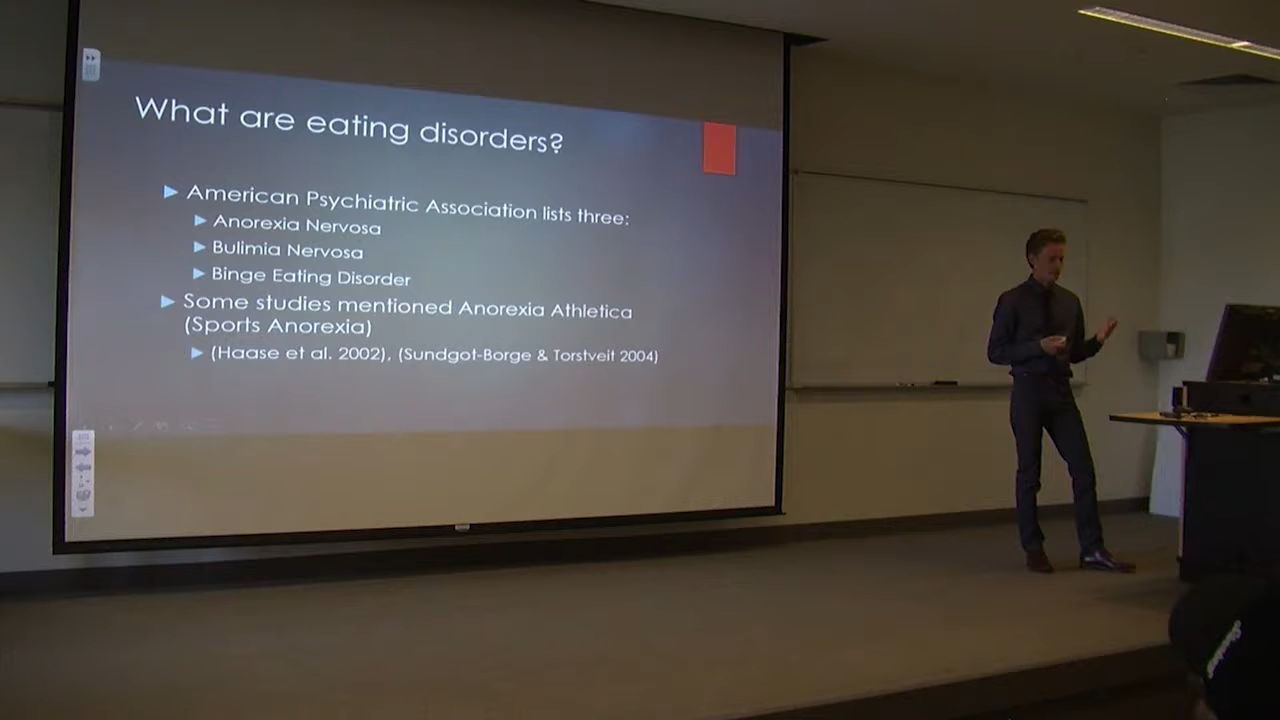 What are eating disorders?
American Psychiatric Association lists three:
Anorexia Nervosa
Bulimia Nervosa
Binge Eating Disorder
Some studies mentioned Anorexia Athletica
(Sports Anorexia)
(Haase et al. 2002), (Sundgot-Borge & Torstveit 2004)